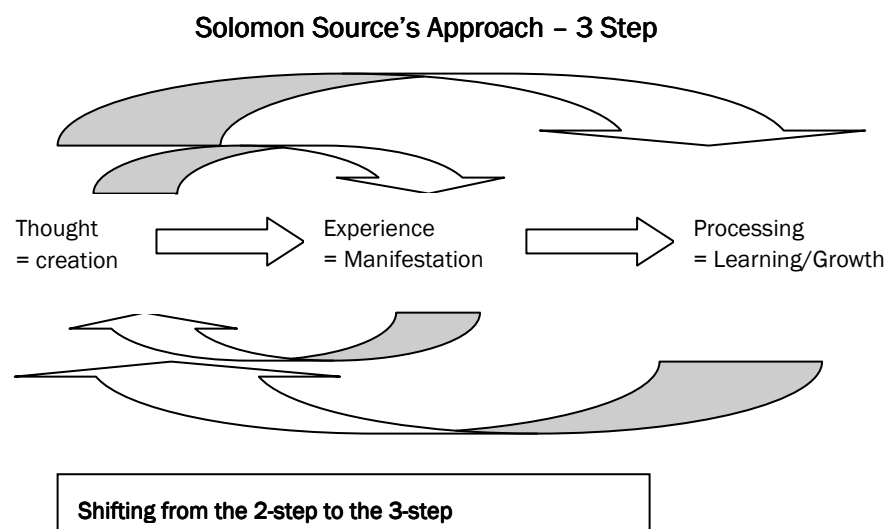 Solomon Source's Approach – 3 Step
Thought
= creation
Experience
= Manifestation
Processing
= Learning/Growth
Shifting from the 2-step to the 3-step